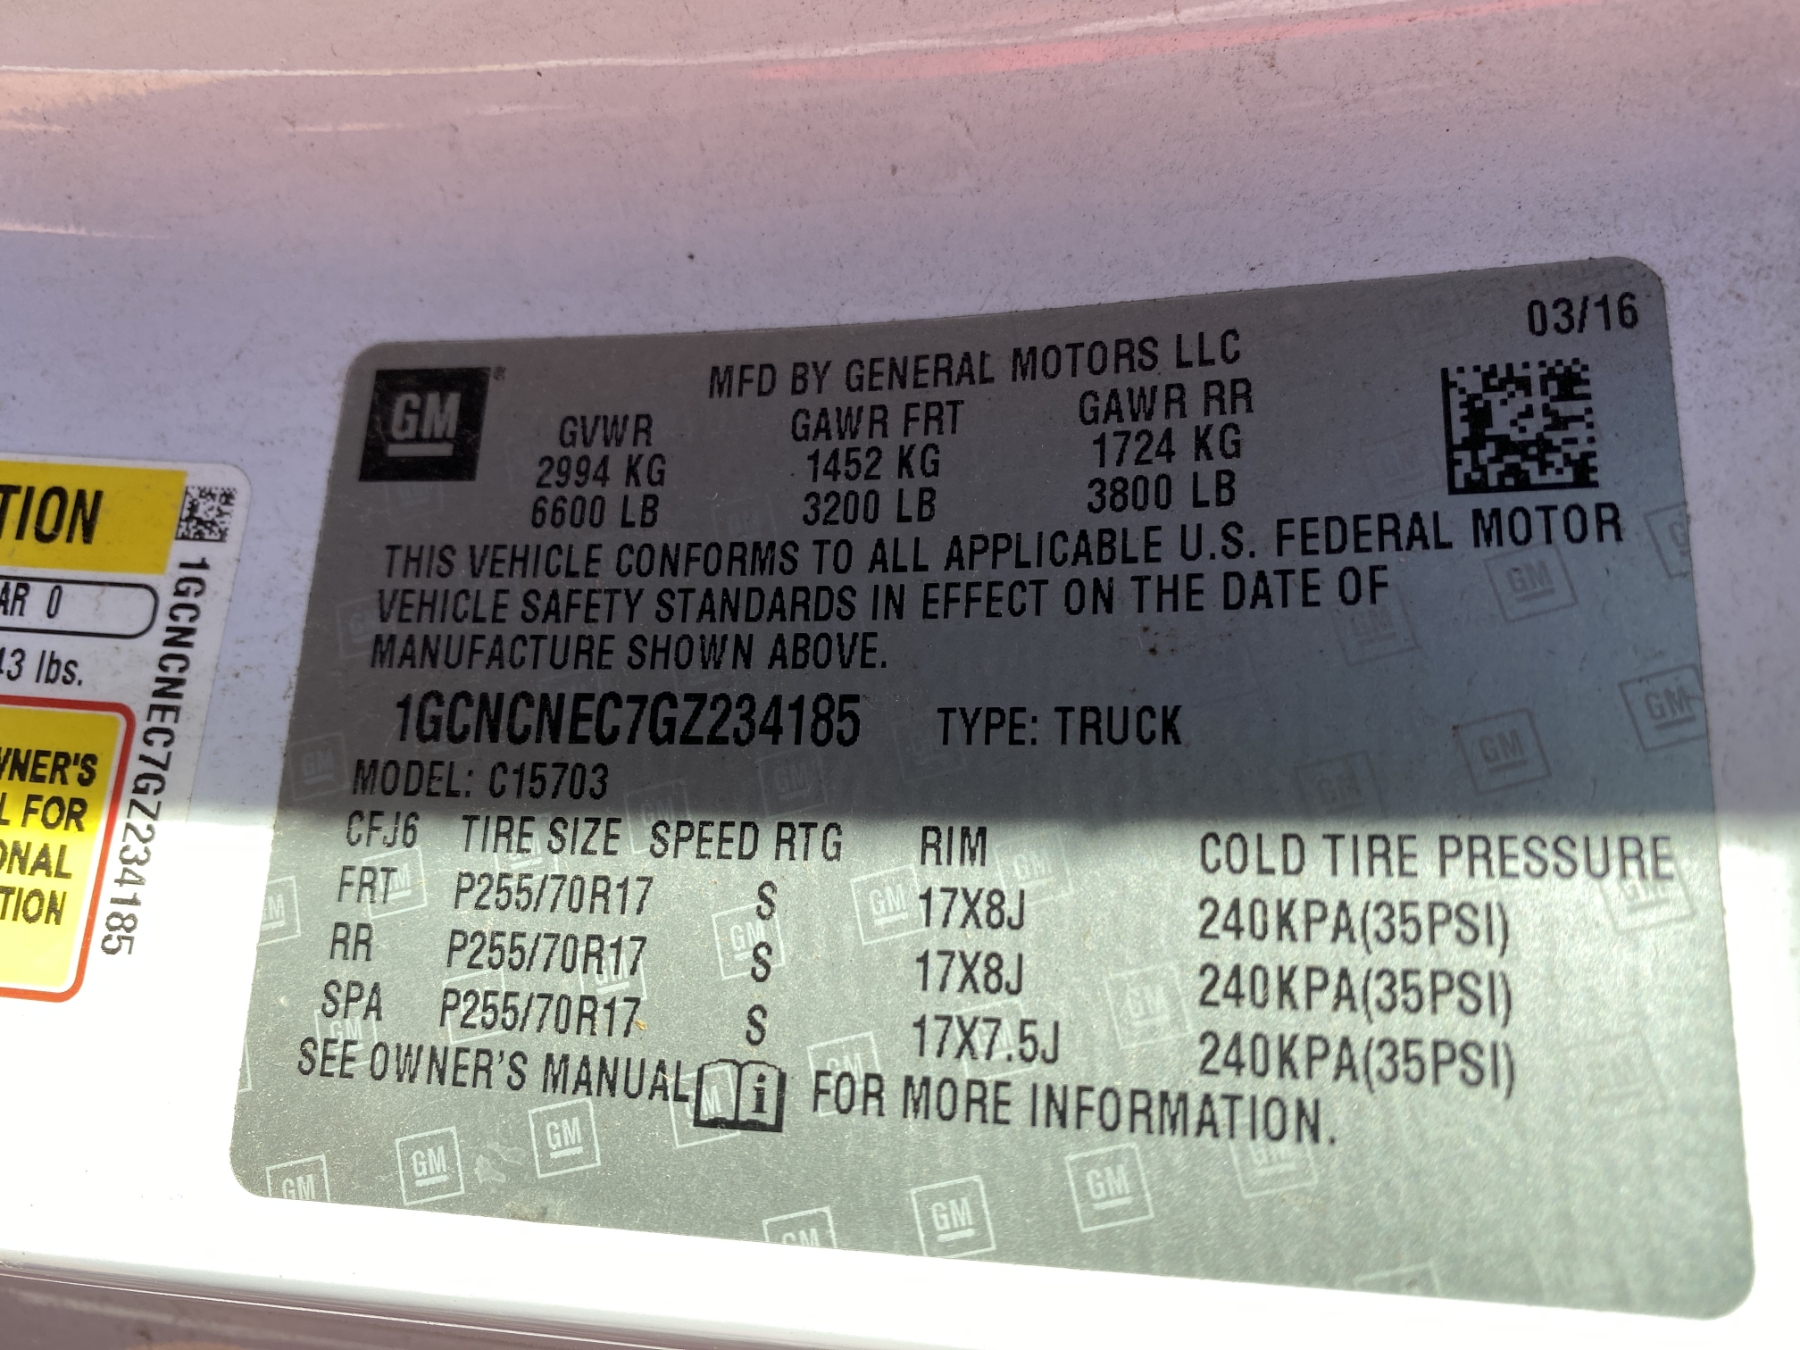 03/16
MFD BY GENERAL MOTORS LLC
GM
GVWR GAWR FRT GAWR RR
2994 KG 1452 KG 1724 KG
6600 LB 3200 LB 3800 LB
THIS VEHICLE CONFORMS TO ALL APPLICABLE U.S. FEDERAL MOTOR
VEHICLE SAFETY STANDARDS IN EFFECT ON THE DATE OF
MANUFACTURE SHOWN ABOVE.
1GCNCNEC7GZ234185 TYPE: TRUCK
MODEL: C15703
CFJ6 TIRE SIZE SPEED RTG RIM COLD TIRE PRESSURE
FRT P255/70R17 S 17X8J 240KPA(35PSI)
RR P255/70R17 S 17X8J 240KPA(35PSI)
SPA P255/70R17 S 17X7.5J 240KPA(35PSI)
SEE OWNER'S MANUAL i FOR MORE INFORMATION.
TION
AR 0
13 lbs.
WNER'S
L FOR
ONAL
TION
1GCNCNEC7GZ234185